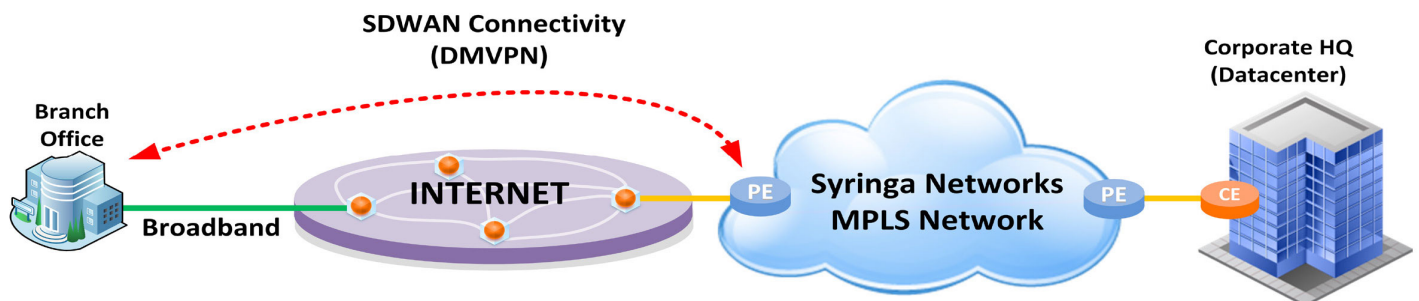 SDWAN Connectivity
(DMVPN)
Branch
Office
Broadband
INTERNET
PE
Syringa Networks
MPLS Network
PE
CE
Corporate HQ
(Datacenter)